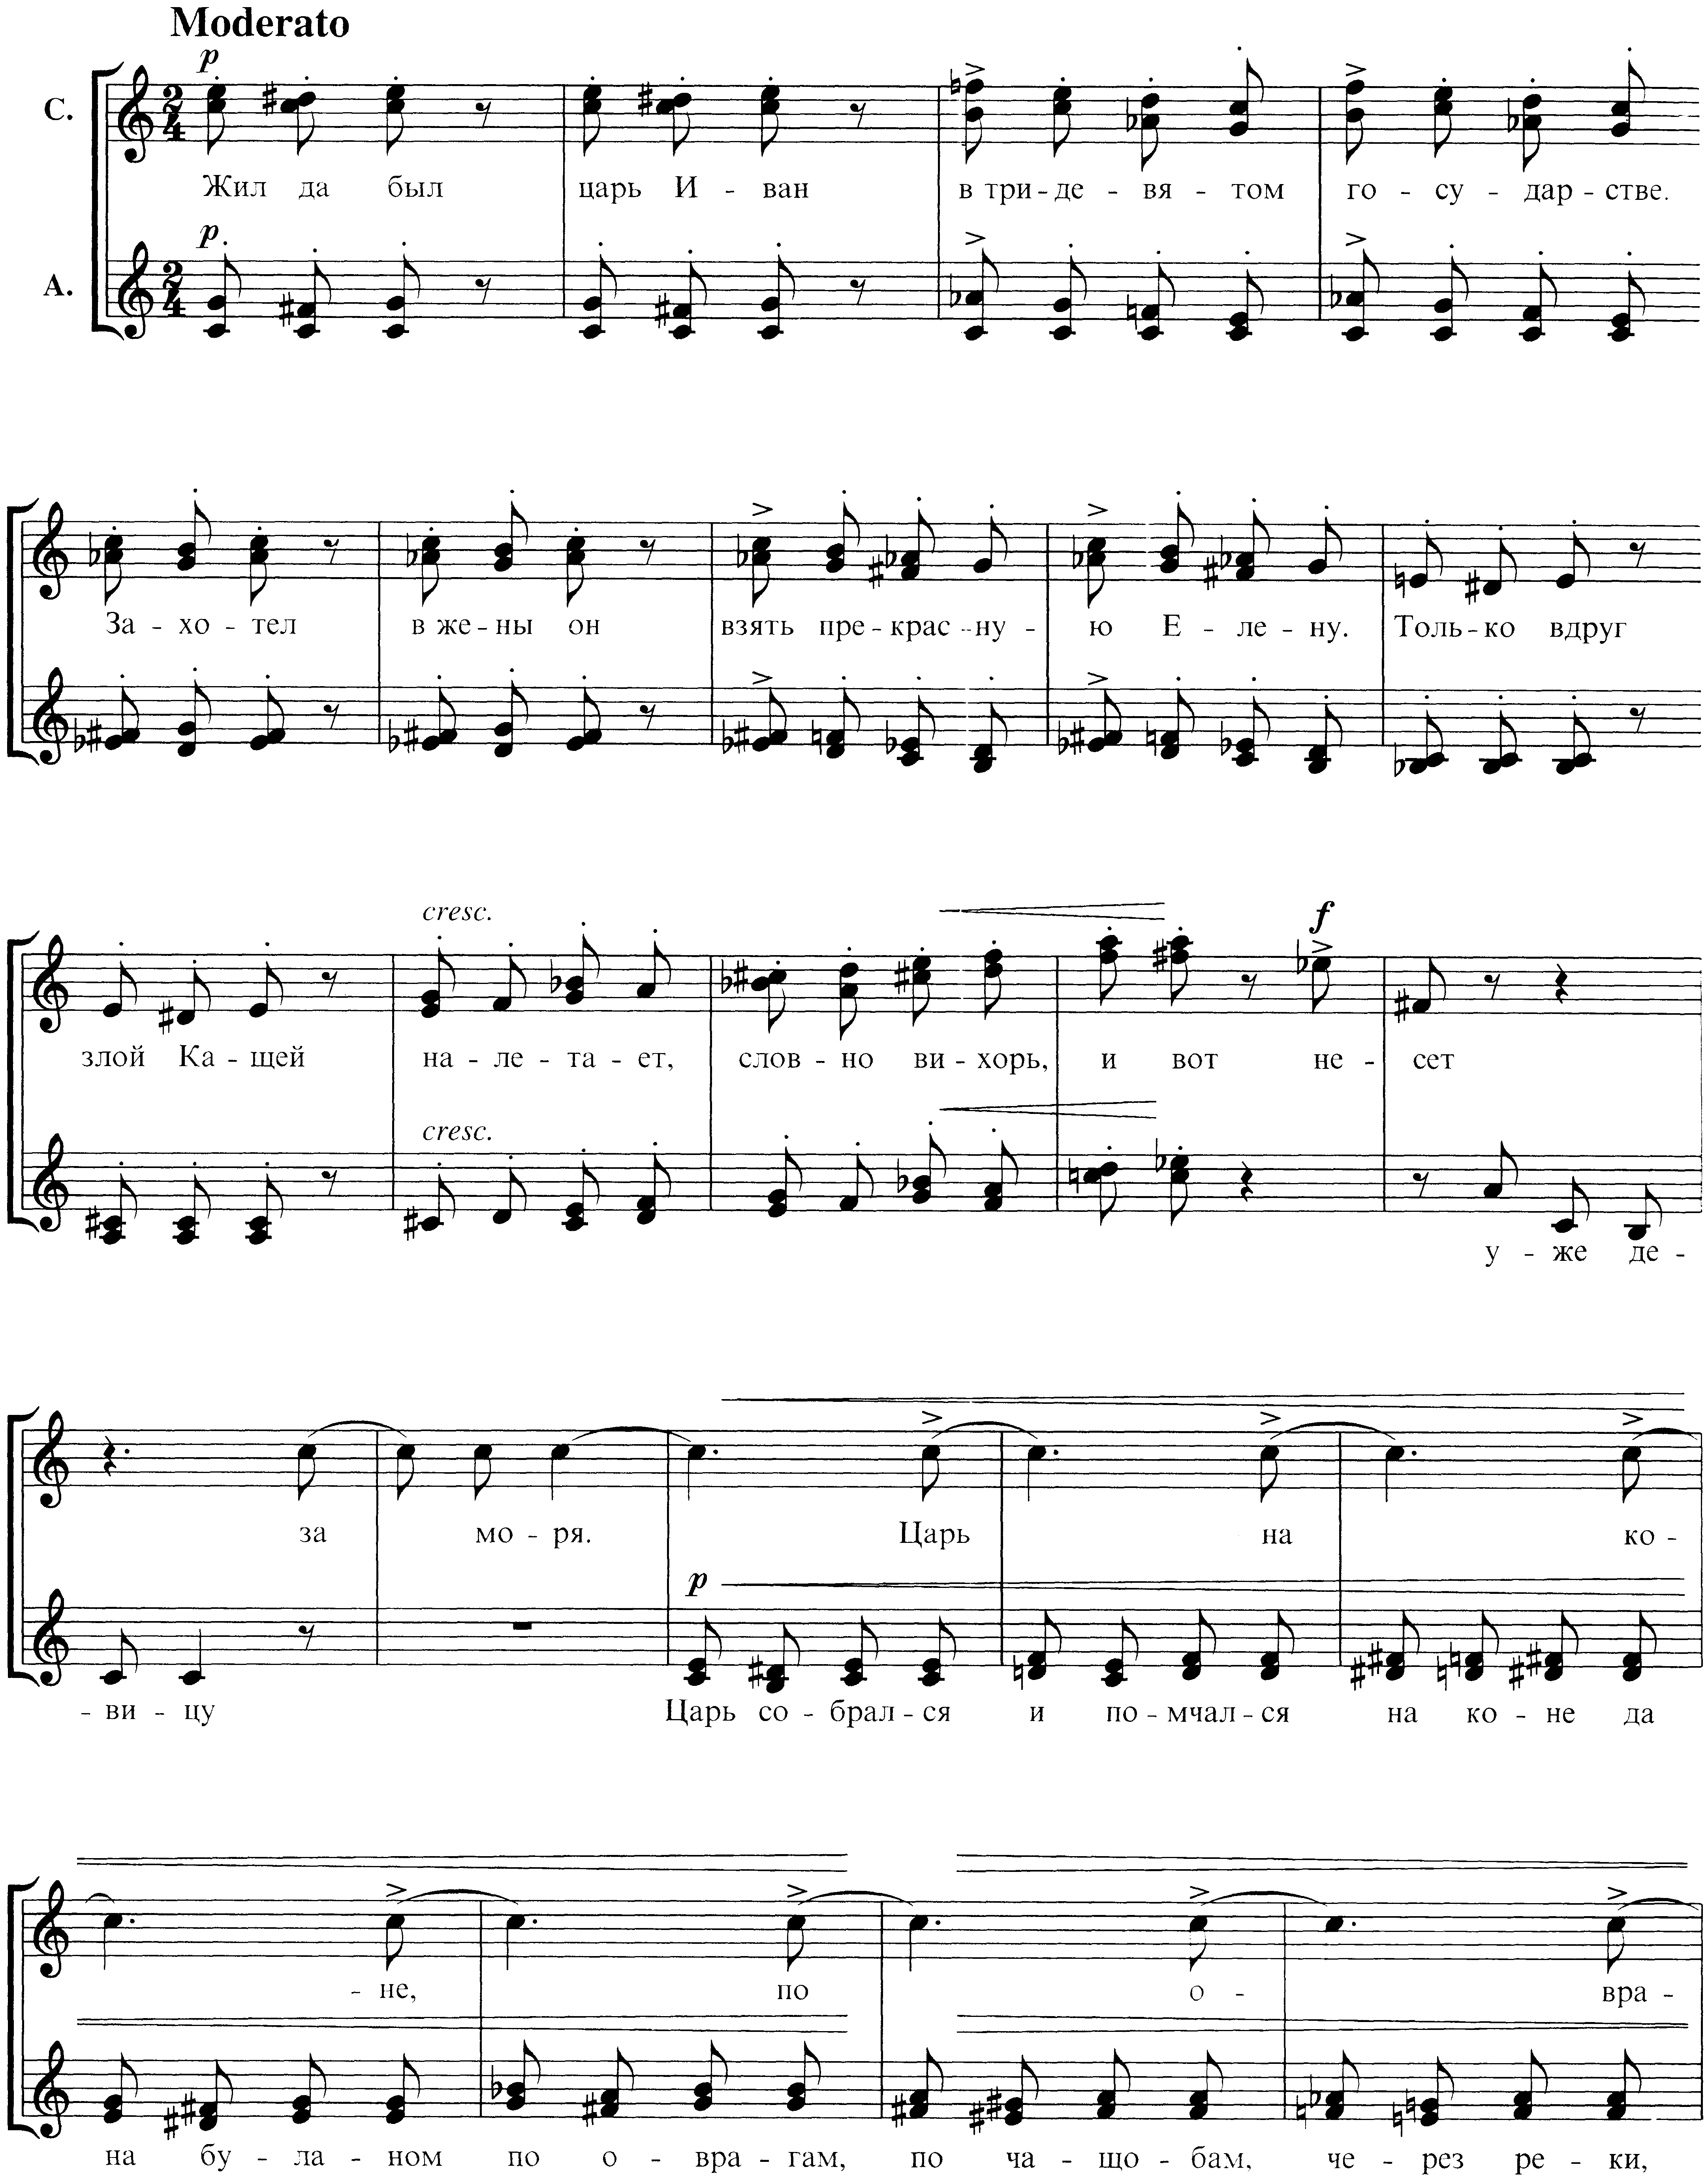 Moderato
p
C.
Жил да был царь И - ван в три - де - вя - том го - су - дар - стве.
p
A.
За - хо - тел в же - ны он взять пре - крас - ну - ю Е - ле - ну. Толь - ко вдруг
cresc. f
злой Ка - щей на - ле - та - ет, слов - но ви - хорь, и вот не - сет
cresc.
у - же де -
за мо - ря. Царь на ко -
p
- ви - цу Царь со - брал - ся и по - мчал - ся на ко - не да
- не, по о - вра -
на бу - ла - ном по о - вра - гам, по ча - що - бам, че - рез ре - ки,